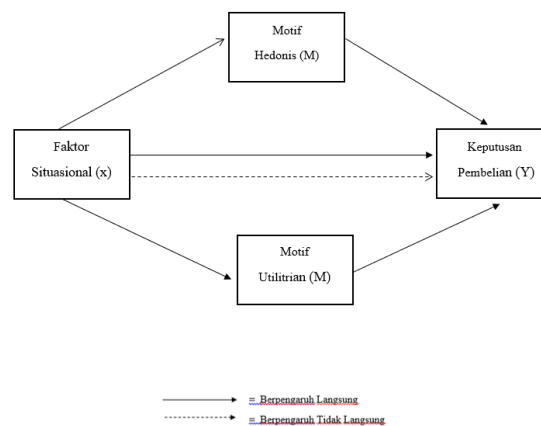 Motif
Hedonis (M)
Faktor
Situasional (x)
Keputusan
Pembelian (Y)
Motif
Utilitrian (M)
= Berpengaruh Langsung
= Berpengaruh Tidak Langsung